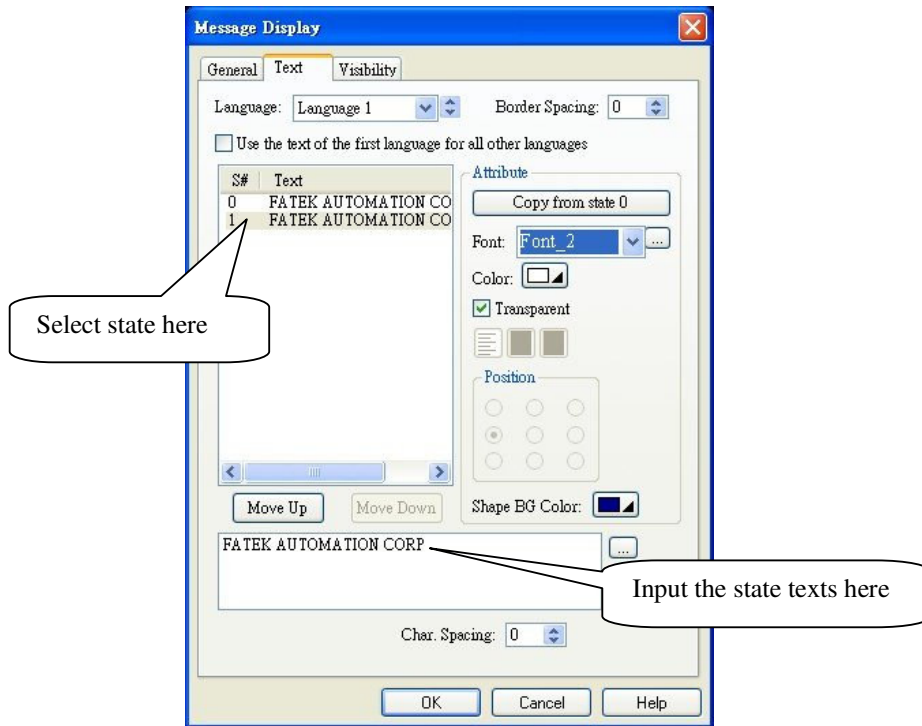 Message Display
General Text Visibility
Language: Language 1 Border Spacing: 0
Use the text of the first language for all other languages
S# Text
0 FATEK AUTOMATION CO
1 FATEK AUTOMATION CO
Attribute
Copy from state 0
Font: Font_2 ...
Color:
Transparent
Position
Select state here
Move Up Move Down
Shape BG Color:
FATEK AUTOMATION CORP
...
Input the state texts here
Char. Spacing: 0
OK Cancel Help